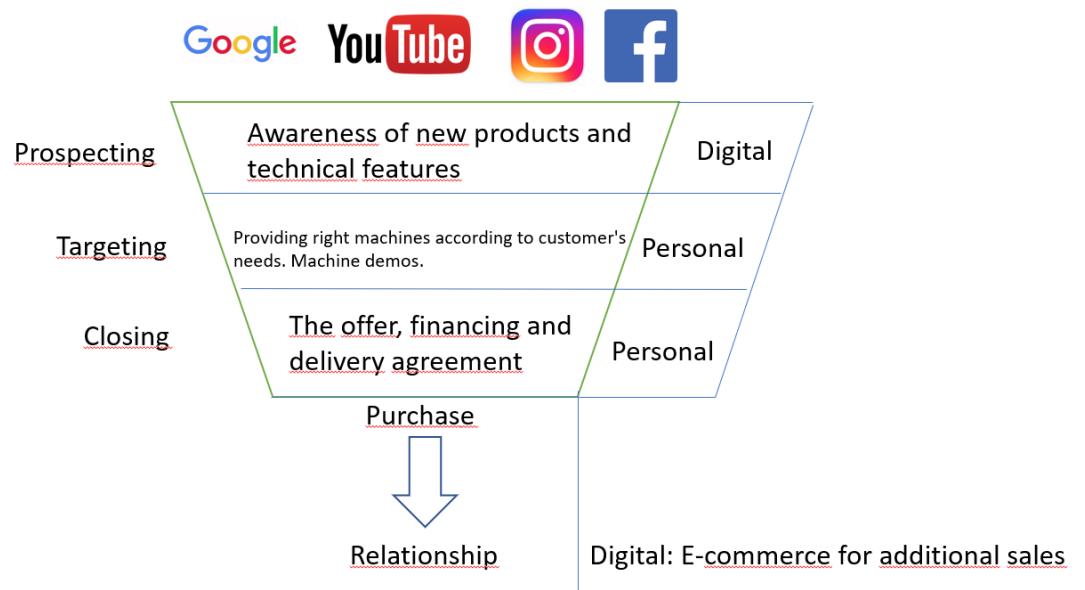 Google YouTube
Prospecting
Awareness of new products and
technical features
Digital
Targeting
Providing right machines according to customer's
needs. Machine demos.
Personal
Closing
The offer, financing and
delivery agreement
Personal
Purchase
Relationship
Digital: E-commerce for additional sales